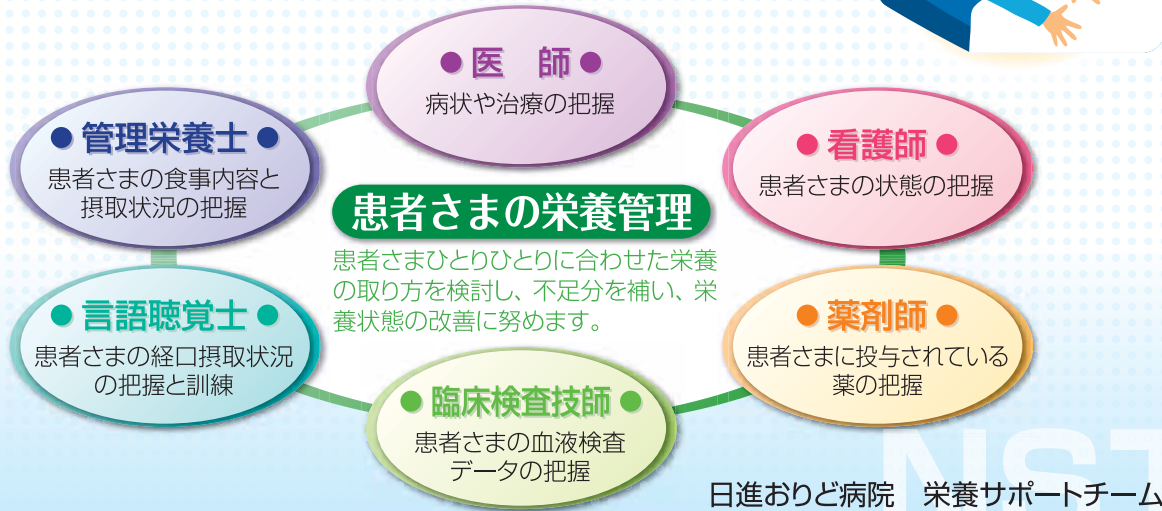 ● 医　師 ●
病状や治療の把握
● 管理栄養士 ●
患者さまの食事内容と
摂取状況の把握
● 看護師 ●
患者さまの状態の把握
患者さまの栄養管理
患者さまひとりひとりに合わせた栄養
の取り方を検討し、不足分を補い、栄
養状態の改善に努めます。
● 言語聴覚士 ●
患者さまの経口摂取状況
の把握と訓練
● 薬剤師 ●
患者さまに投与されている
薬の把握
● 臨床検査技師 ●
患者さまの血液検査
データの把握
NST
日進おりど病院　栄養サポートチーム